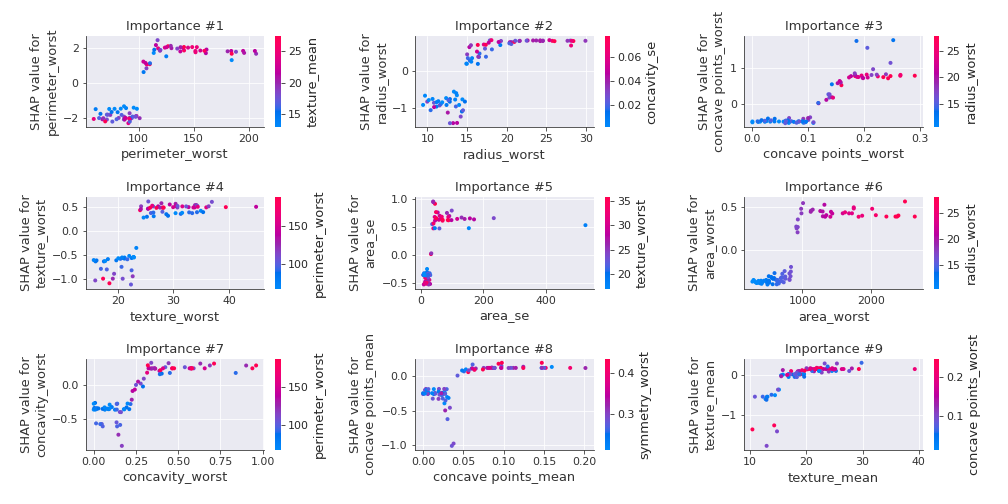 Importance #1
SHAP value for
perimeter_worst
2
0
−2
100
150
200
perimeter_worst
25
20
15
texture_mean
Importance #2
SHAP value for
radius_worst
0
−1
10
15
20
25
30
radius_worst
0.06
0.04
0.02
concavity_se
Importance #3
SHAP value for
concave points_worst
1
0
0.0
0.1
0.2
0.3
concave points_worst
25
20
15
radius_worst
Importance #4
SHAP value for
texture_worst
0.5
0.0
−0.5
−1.0
20
30
40
texture_worst
150
100
perimeter_worst
Importance #5
SHAP value for
area_se
1.0
0.5
0.0
−0.5
0
200
400
area_se
35
30
25
20
texture_worst
Importance #6
SHAP value for
area_worst
0.5
0.0
1000
2000
area_worst
25
20
15
radius_worst
Importance #7
SHAP value for
concavity_worst
0.0
−0.5
0.00
0.25
0.50
0.75
1.00
concavity_worst
150
100
perimeter_worst
Importance #8
SHAP value for
concave points_mean
0.0
−0.5
−1.0
0.00
0.05
0.10
0.15
0.20
concave points_mean
0.4
0.3
symmetry_worst
Importance #9
SHAP value for
texture_mean
0
−1
10
20
30
40
texture_mean
0.2
0.1
concave points_worst